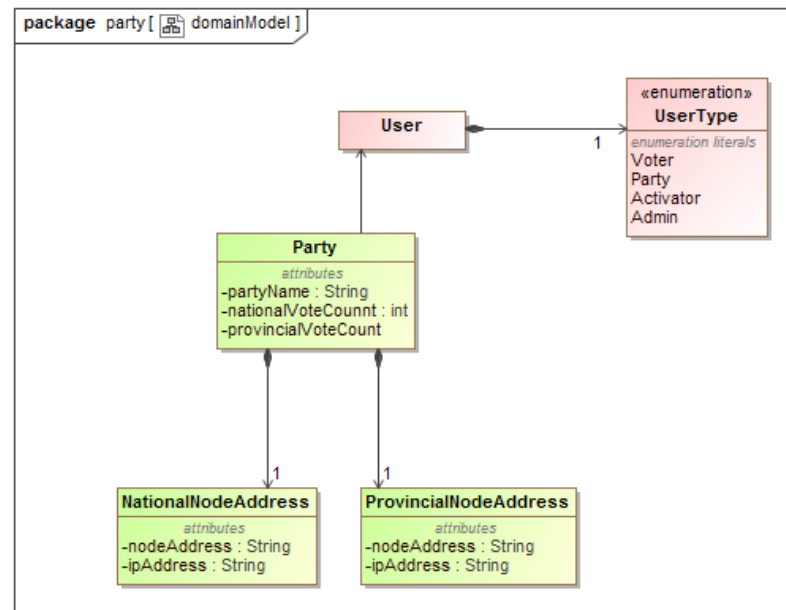 package party [ domainModel ]
User
1
«enumeration»
UserType
enumeration literals
Voter
Party
Activator
Admin
Party
attributes
-partyName : String
-nationalVoteCounnt : int
-provincialVoteCount
1
1
NationalNodeAddress
attributes
-nodeAddress : String
-ipAddress : String
ProvincialNodeAddress
attributes
-nodeAddress : String
-ipAddress : String